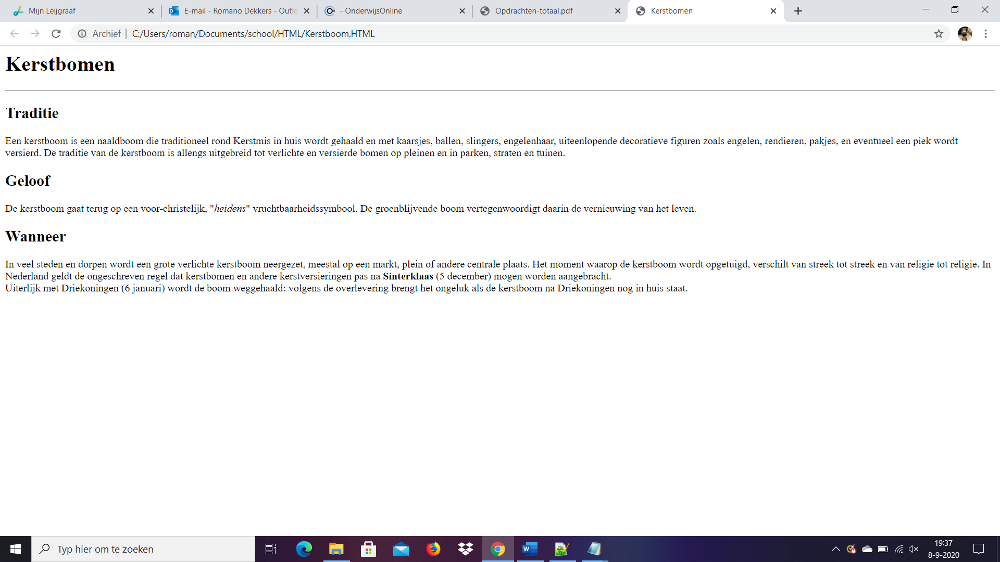 Mijn Leijgraaf
E-mail - Romano Dekkers - Outlo
- OnderwijsOnline
Opdrachten-totaal.pdf
Kerstbomen
Archief | C:/Users/roman/Documents/school/HTML/Kerstboom.HTML
Kerstbomen
Traditie
Een kerstboom is een naaldboom die traditioneel rond Kerstmis in huis wordt gehaald en met kaarsjes, ballen, slingers, engelenhaar, uiteenlopende decoratieve figuren zoals engelen, rendieren, pakjes, en eventueel een piek wordt
versierd. De traditie van de kerstboom is allengs uitgebreid tot verlichte en versierde bomen op pleinen en in parken, straten en tuinen.
Geloof
De kerstboom gaat terug op een voor-christelijk, "heidens" vruchtbaarheidssymbool. De groenblijvende boom vertegenwoordigt daarin de vernieuwing van het leven.
Wanneer
In veel steden en dorpen wordt een grote verlichte kerstboom neergezet, meestal op een markt, plein of andere centrale plaats. Het moment waarop de kerstboom wordt opgetuigd, verschilt van streek tot streek en van religie tot religie. In
Nederland geldt de ongeschreven regel dat kerstbomen en andere kerstversieringen pas na Sinterklaas (5 december) mogen worden aangebracht.
Uiterlijk met Driekoningen (6 januari) wordt de boom weggehaald: volgens de overlevering brengt het ongeluk als de kerstboom na Driekoningen nog in huis staat.
Typ hier om te zoeken
19:37
8-9-2020